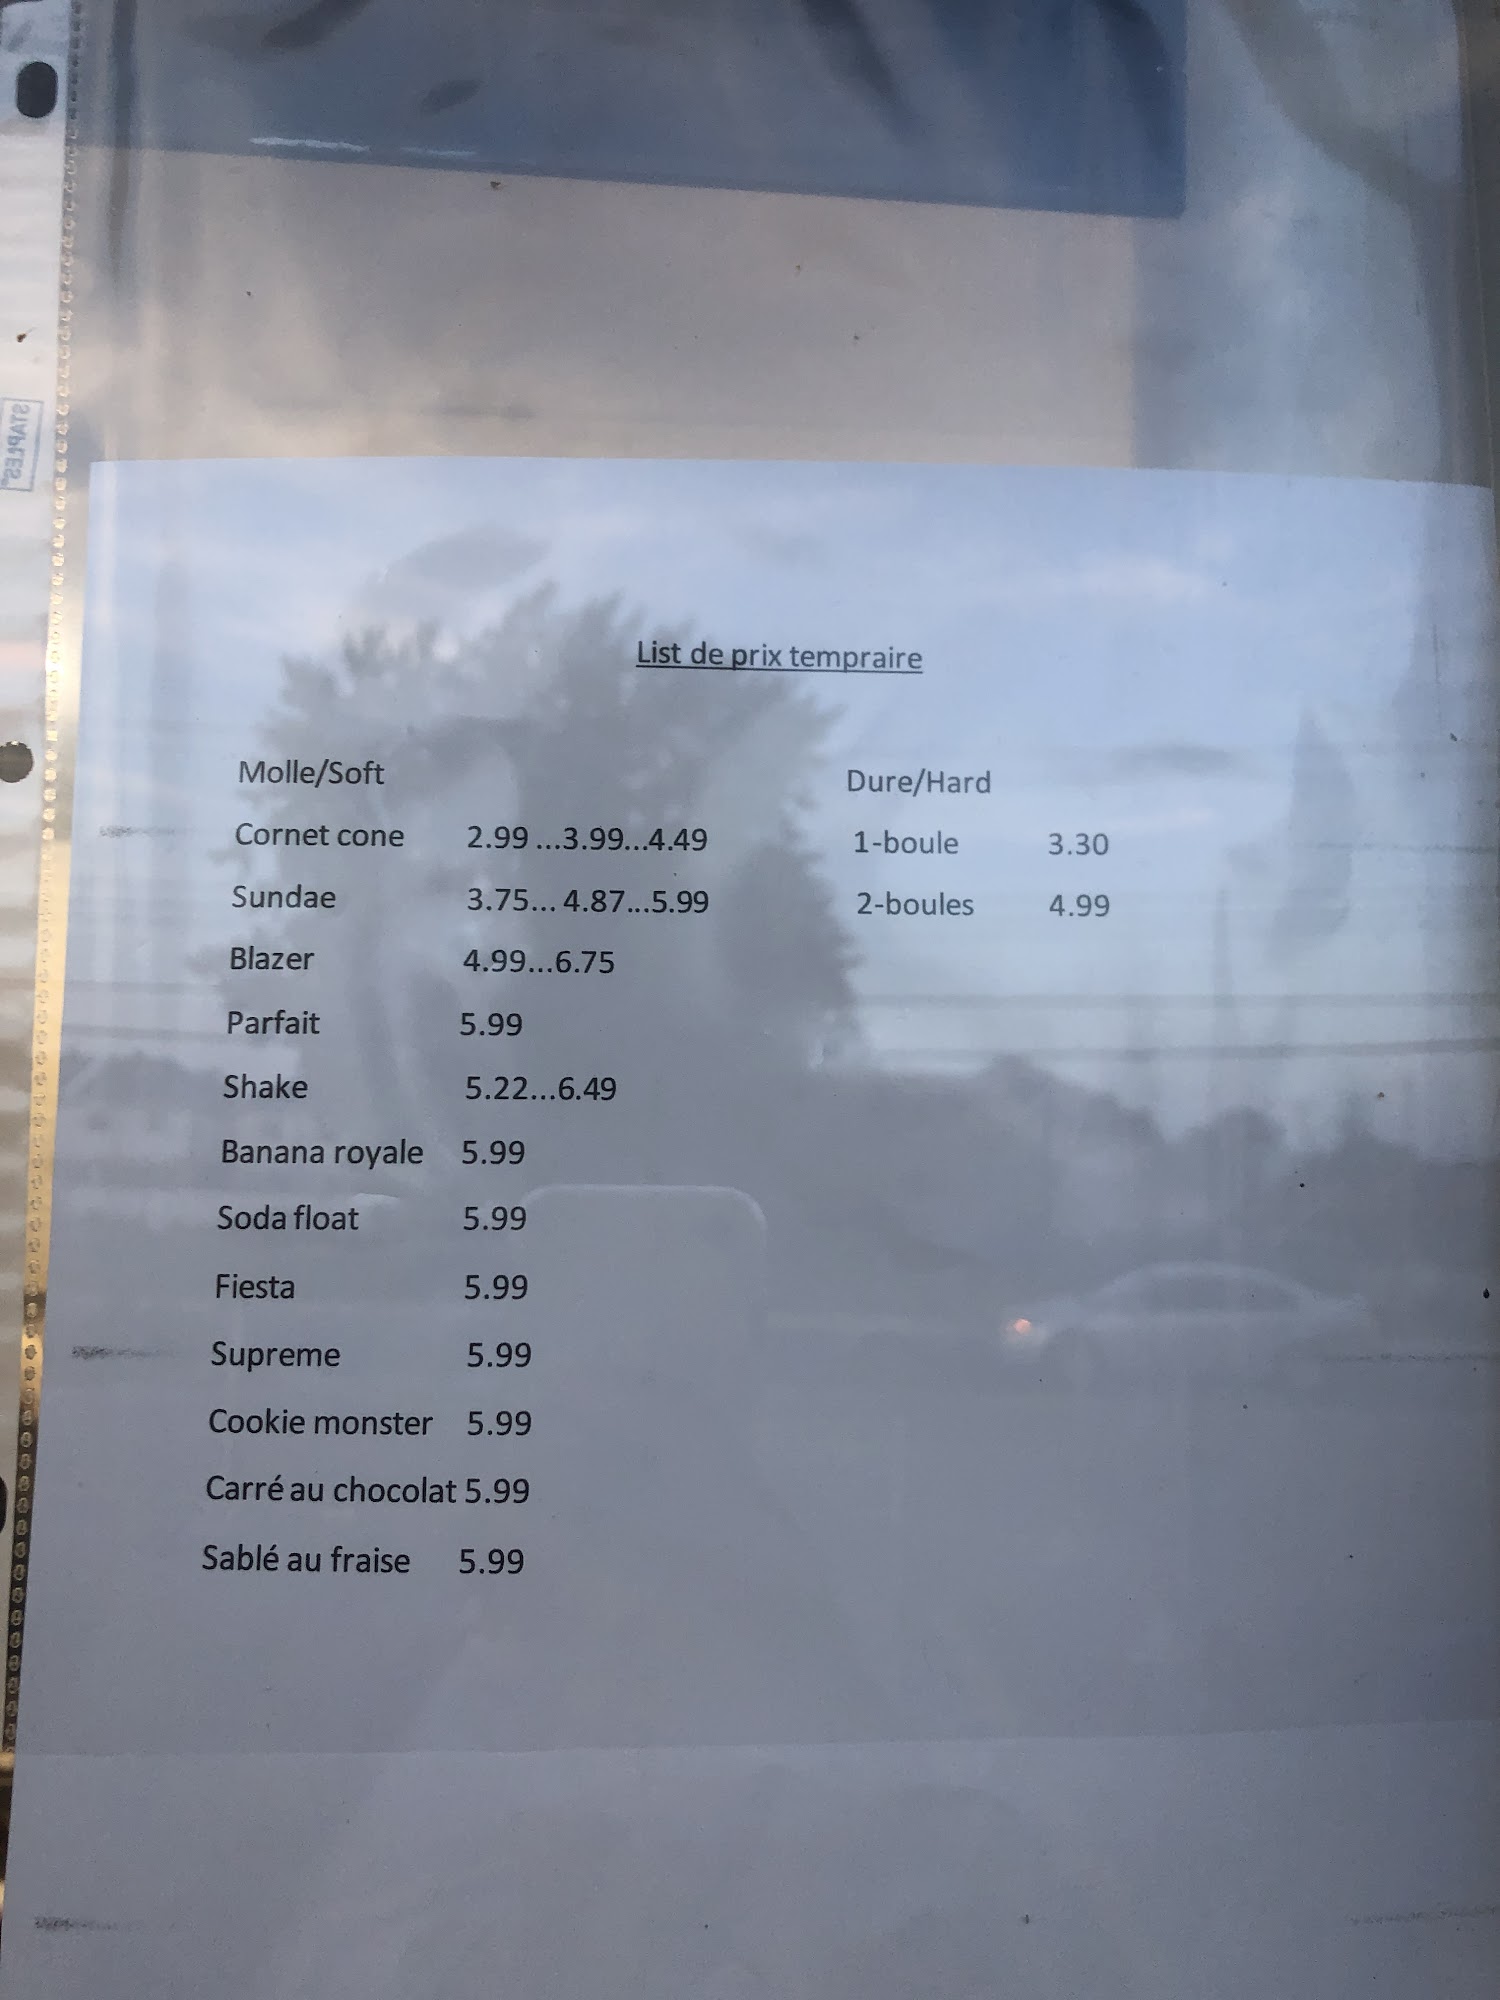 STAPLES
List de prix tempraire
Molle/Soft
Cornet cone 2.99 ...3.99...4.49
Sundae 3.75... 4.87...5.99
Blazer 4.99...6.75
Parfait 5.99
Shake 5.22...6.49
Banana royale 5.99
Soda float 5.99
Fiesta 5.99
Supreme 5.99
Cookie monster 5.99
Carré au chocolat 5.99
Sablé au fraise 5.99
Dure/Hard
1-boule 3.30
2-boules 4.99